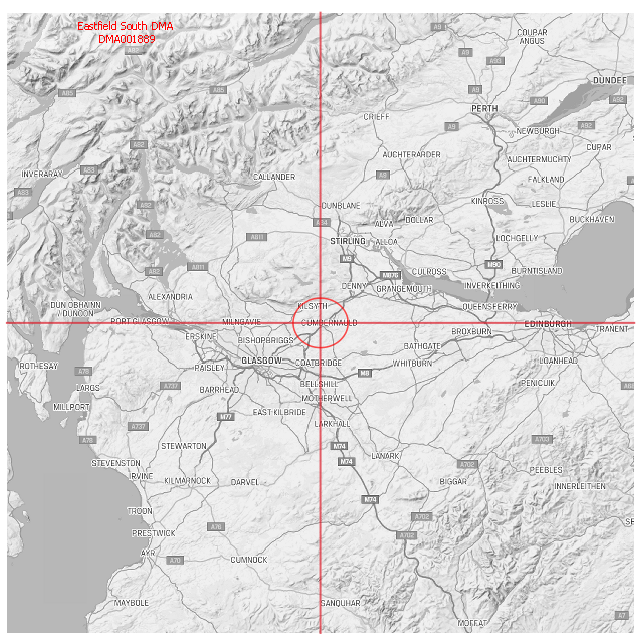 Eastfield South DMA
DMA001889
A82
A9
COUPAR
ANGUS
A9
A90
DUNDEE
A85
A85
A9
A90
A92
PERTH
CRIEFF
A9
A92
NEWBURGH
A82
AUCHTERARDER
AUCHTERMUCHTY
CUPAR
INVERARAY
A83
CALLANDER
A9
FALKLAND
A83
A82
DUNBLANE
KINROSS
LESLIE
A84
ALVA
DOLLAR
BUCKHAVEN
A82
A811
STIRLING
ALLOA
LOCHGELLY
M9
A82
A811
M876
CULROSS
M90
BURNTISLAND
DENNY
GRANGEMOUTH
INVERKEITHING
ALEXANDRIA
DUN OBHAINN
/ DUNOON
KILSYTH
QUEENSFERRY
PORT GLASGOW
MILNGAVIE
CUMBERNAULD
EDINBURGH
ERSKINE
BISHOPBRIGGS
BROXBURN
TRANENT
BATHGATE
ROTHESAY
PAISLEY
GLASGOW
COATBRIDGE
WHITBURN
LOANHEAD
A78
M8
LARGS
A737
BARRHEAD
BELLSHILL
PENICUIK
MOTHERWELL
MILLPORT
M77
EAST KILBRIDE
LARKHALL
A737
A78
STEWARTON
M74
A703
LANARK
STEVENSTON
M74
A702
PEEBLES
IRVINE
KILMARNOCK
DARVEL
BIGGAR
INNERLEITHEN
M74
TROON
A702
PRESTWICK
A76
A702
AYR
A70
CUMNOCK
MAYBOLE
SANQUHAR
A7
MOFFAT